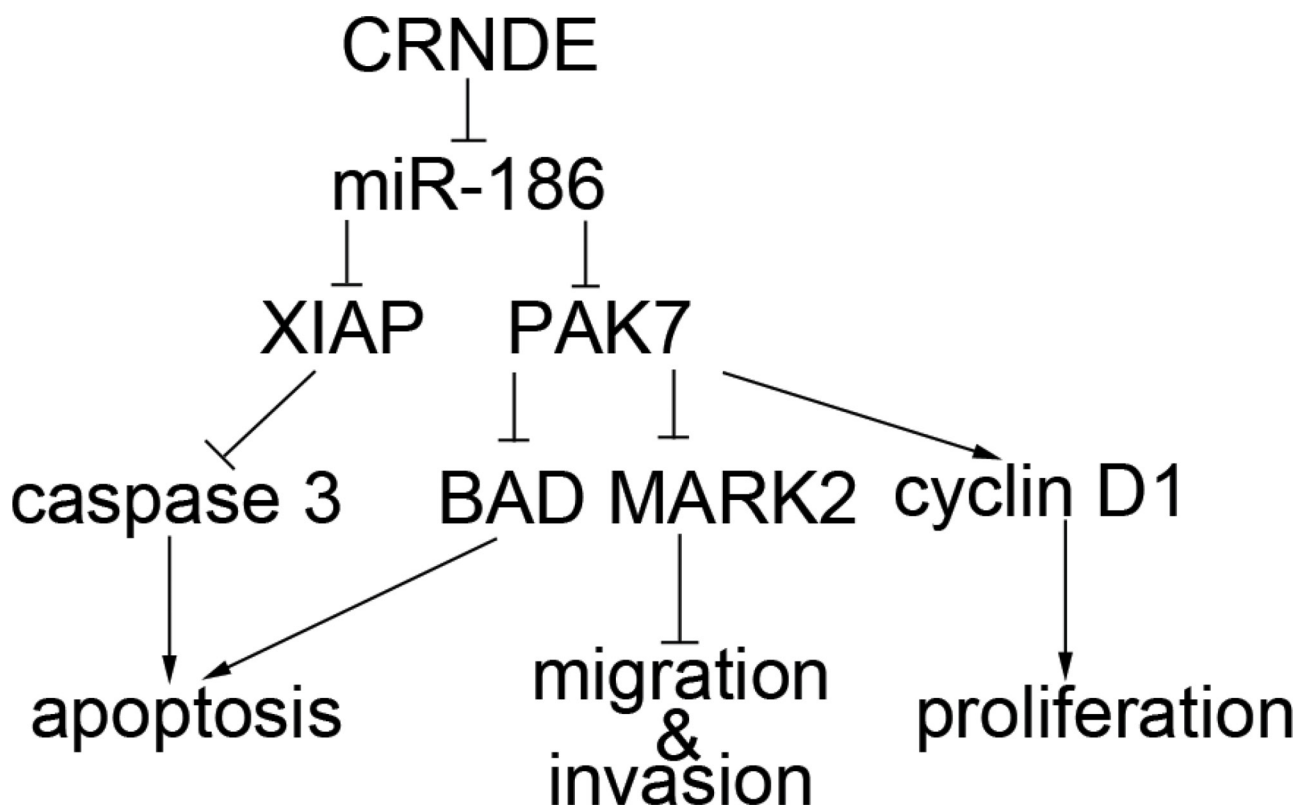 CRNDE
miR-186
XIAP PAK7
caspase 3 BAD MARK2 cyclin D1
apoptosis migration & invasion proliferation